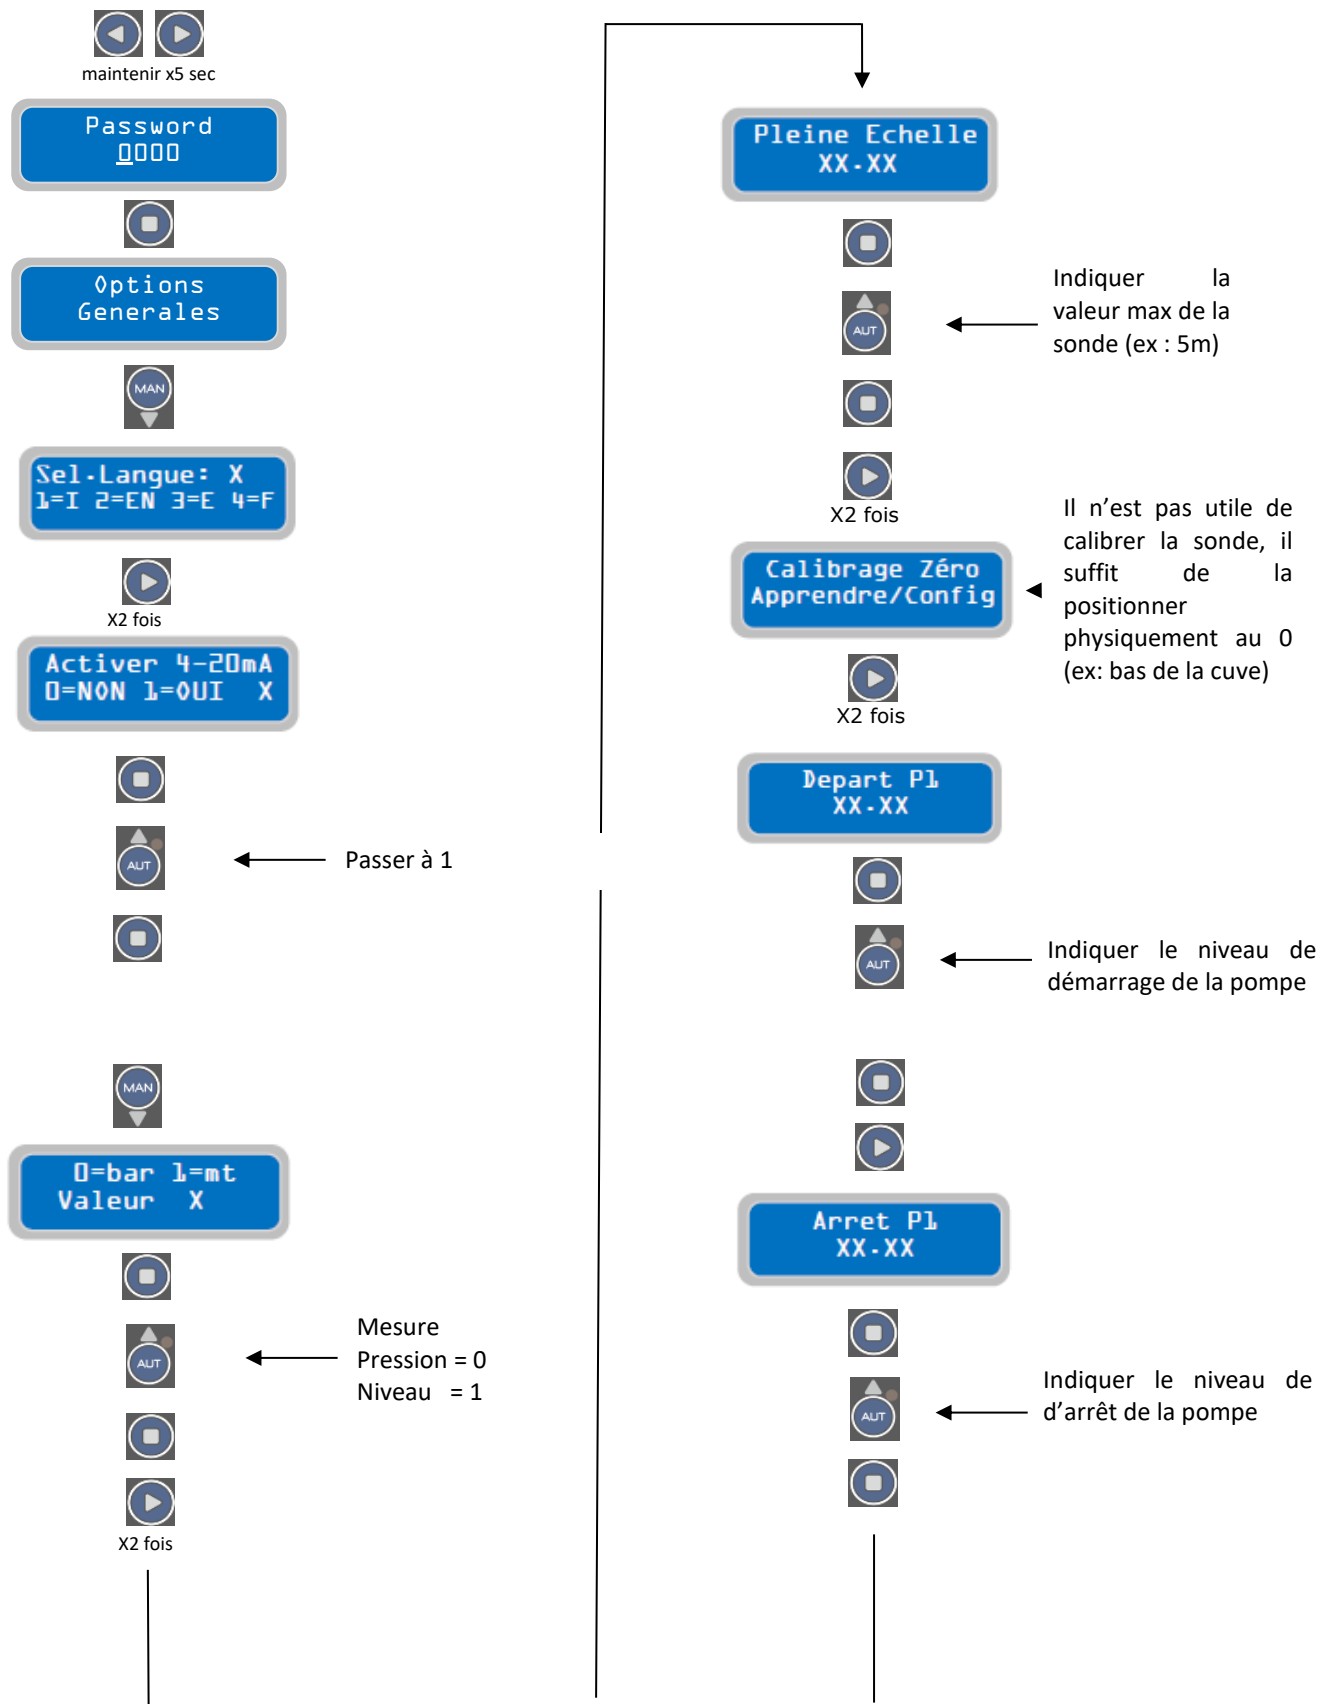 maintenir x5 sec
Password
0000
Options
Generales
MAN
Sel.Langue: X
1=I 2=EN 3=E 4=F
X2 fois
Activer 4-20mA
0=NON 1=OUI X
AUT
Passer à 1
MAN
0=bar 1=mt
Valeur X
AUT
Mesure
Pression = 0
Niveau = 1
X2 fois
Pleine Echelle
XX.XX
AUT
Indiquer la
valeur max de la
sonde (ex : 5m)
X2 fois
Calibrage Zéro
Apprendre/Config
Il n’est pas utile de
calibrer la sonde, il
suffit de la
positionner
physiquement au 0
(ex: bas de la cuve)
X2 fois
Depart P1
XX.XX
AUT
Indiquer le niveau de
démarrage de la pompe
Arret P1
XX.XX
AUT
Indiquer le niveau de
d’arrêt de la pompe